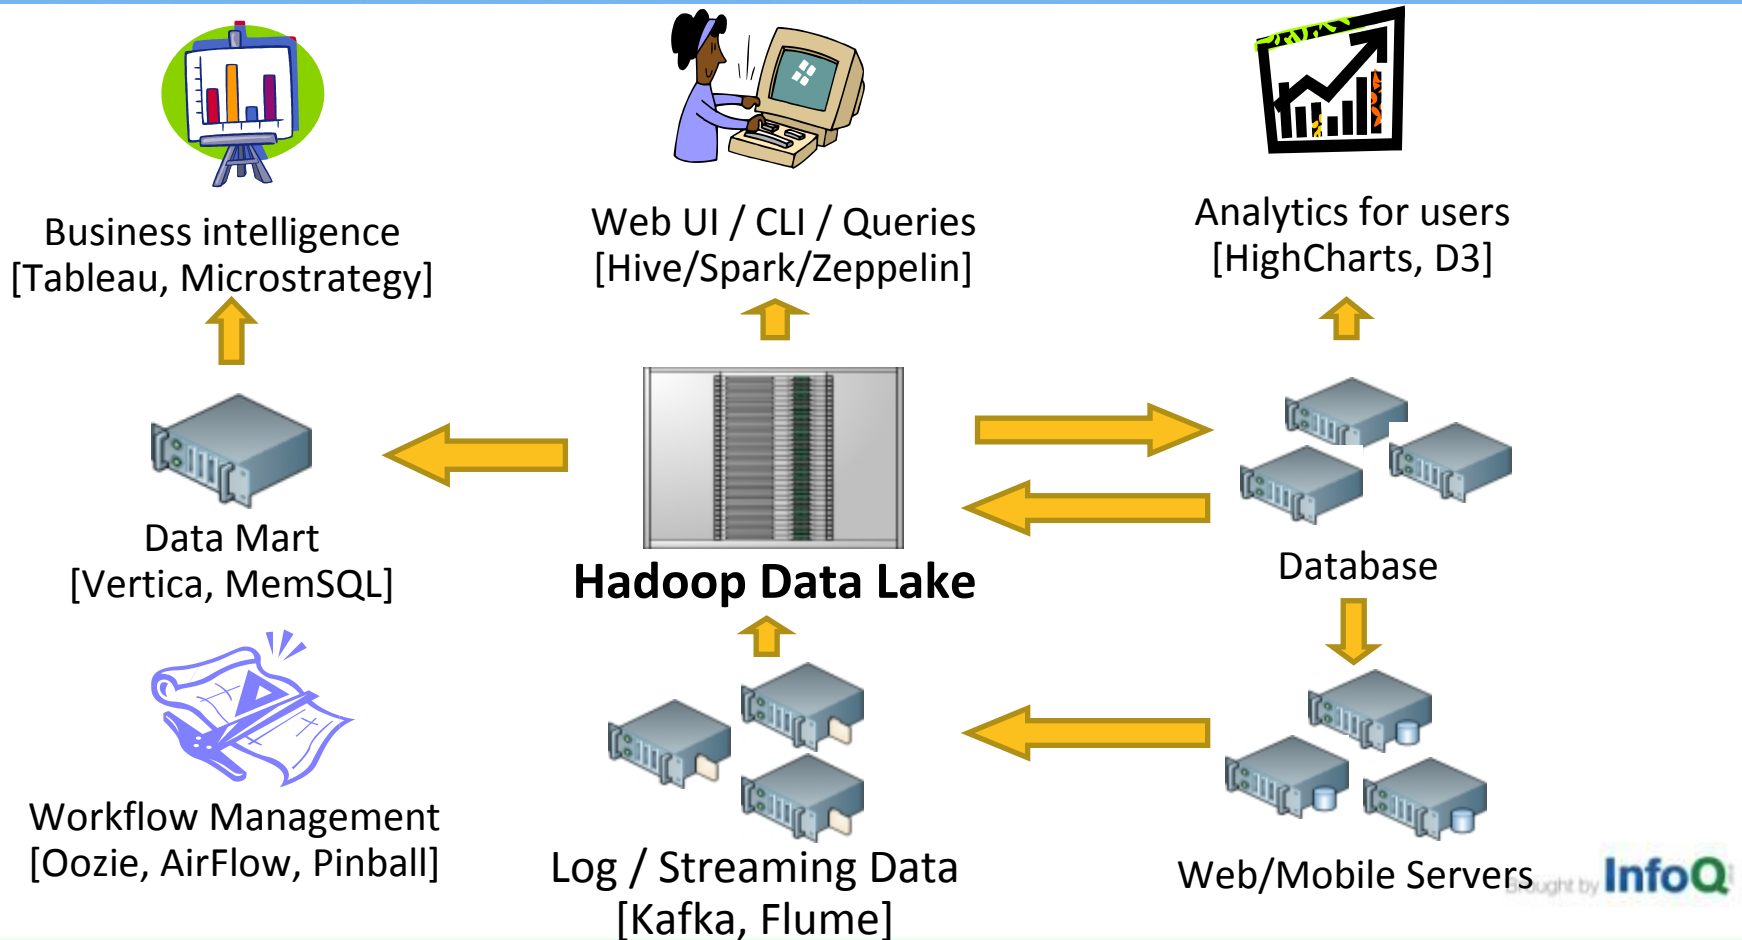 Business intelligence
[Tableau, Microstrategy]
Web UI / CLI / Queries
[Hive/Spark/Zeppelin]
Analytics for users
[HighCharts, D3]
Data Mart
[Vertica, MemSQL]
Hadoop Data Lake
Database
Workflow Management
[Oozie, AirFlow, Pinball]
Log / Streaming Data
[Kafka, Flume]
Web/Mobile Servers
Brought by InfoQ